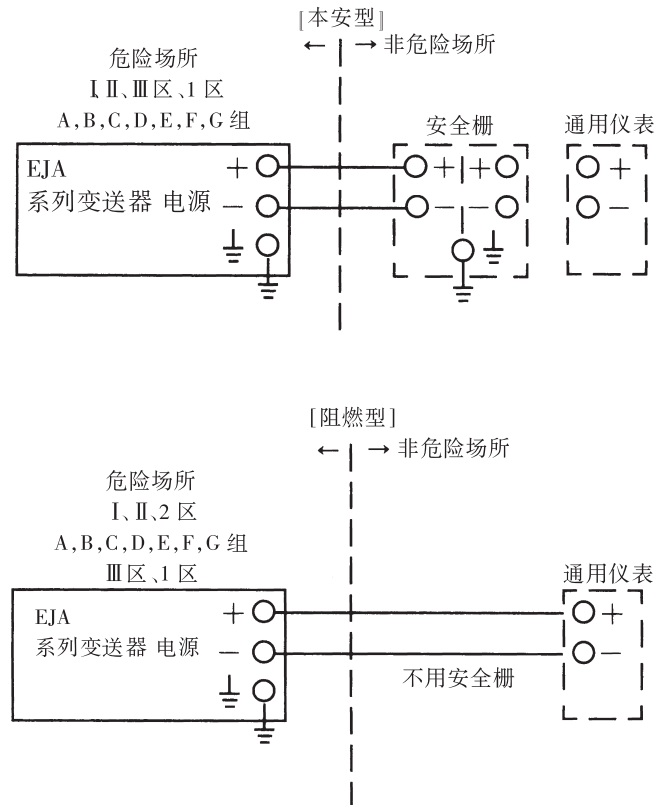 [本安型]
← → 非危险场所
危险场所
Ⅰ、Ⅱ、Ⅲ区、1区
A,B,C,D,E,F,G 组
安全栅
通用仪表
EJA
系列变送器 电源
+
−
+ +
− −
+
−
[阻燃型]
← → 非危险场所
危险场所
Ⅰ、Ⅱ、2区
A,B,C,D,E,F,G 组
Ⅲ区、1区
通用仪表
EJA
系列变送器 电源
+
−
+
−
不用安全栅